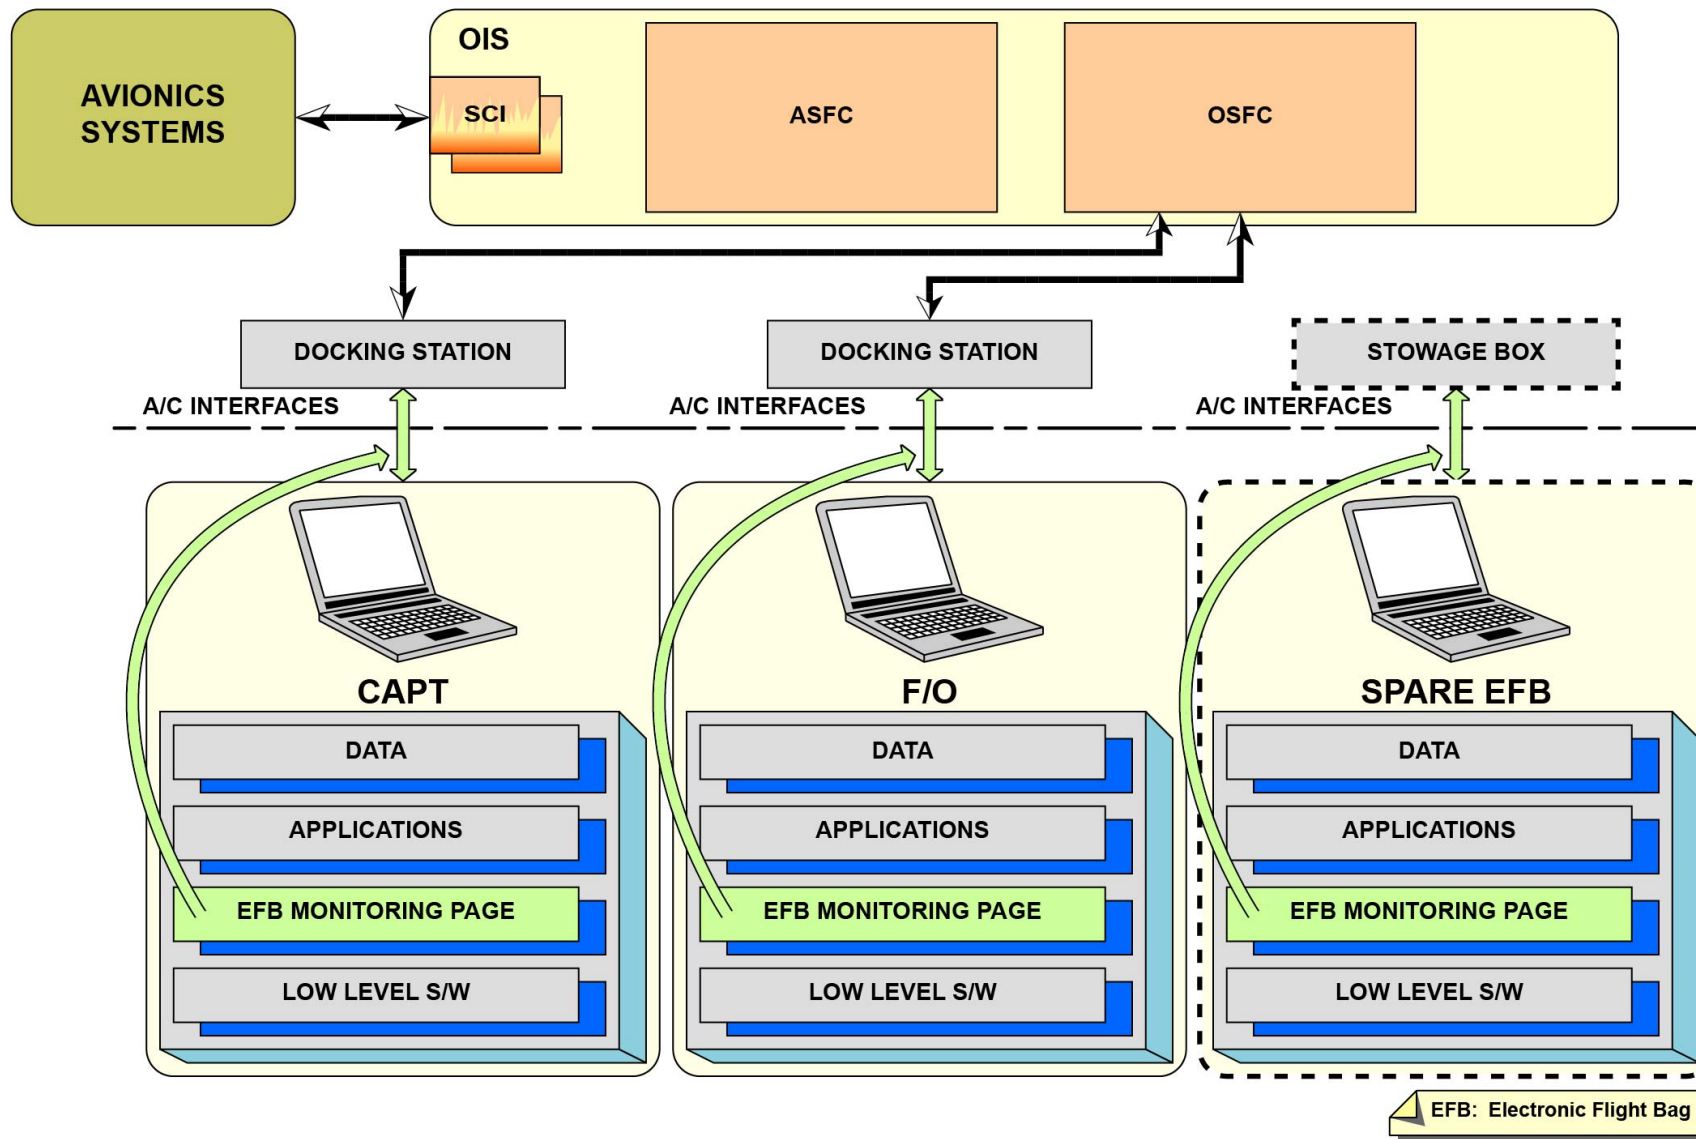 AVIONICS
SYSTEMS
OIS
SCI
ASFC
OSFC
DOCKING STATION
DOCKING STATION
STOWAGE BOX
A/C INTERFACES
A/C INTERFACES
A/C INTERFACES
CAPT
DATA
APPLICATIONS
EFB MONITORING PAGE
LOW LEVEL S/W
F/O
DATA
APPLICATIONS
EFB MONITORING PAGE
LOW LEVEL S/W
SPARE EFB
DATA
APPLICATIONS
EFB MONITORING PAGE
LOW LEVEL S/W
EFB: Electronic Flight Bag